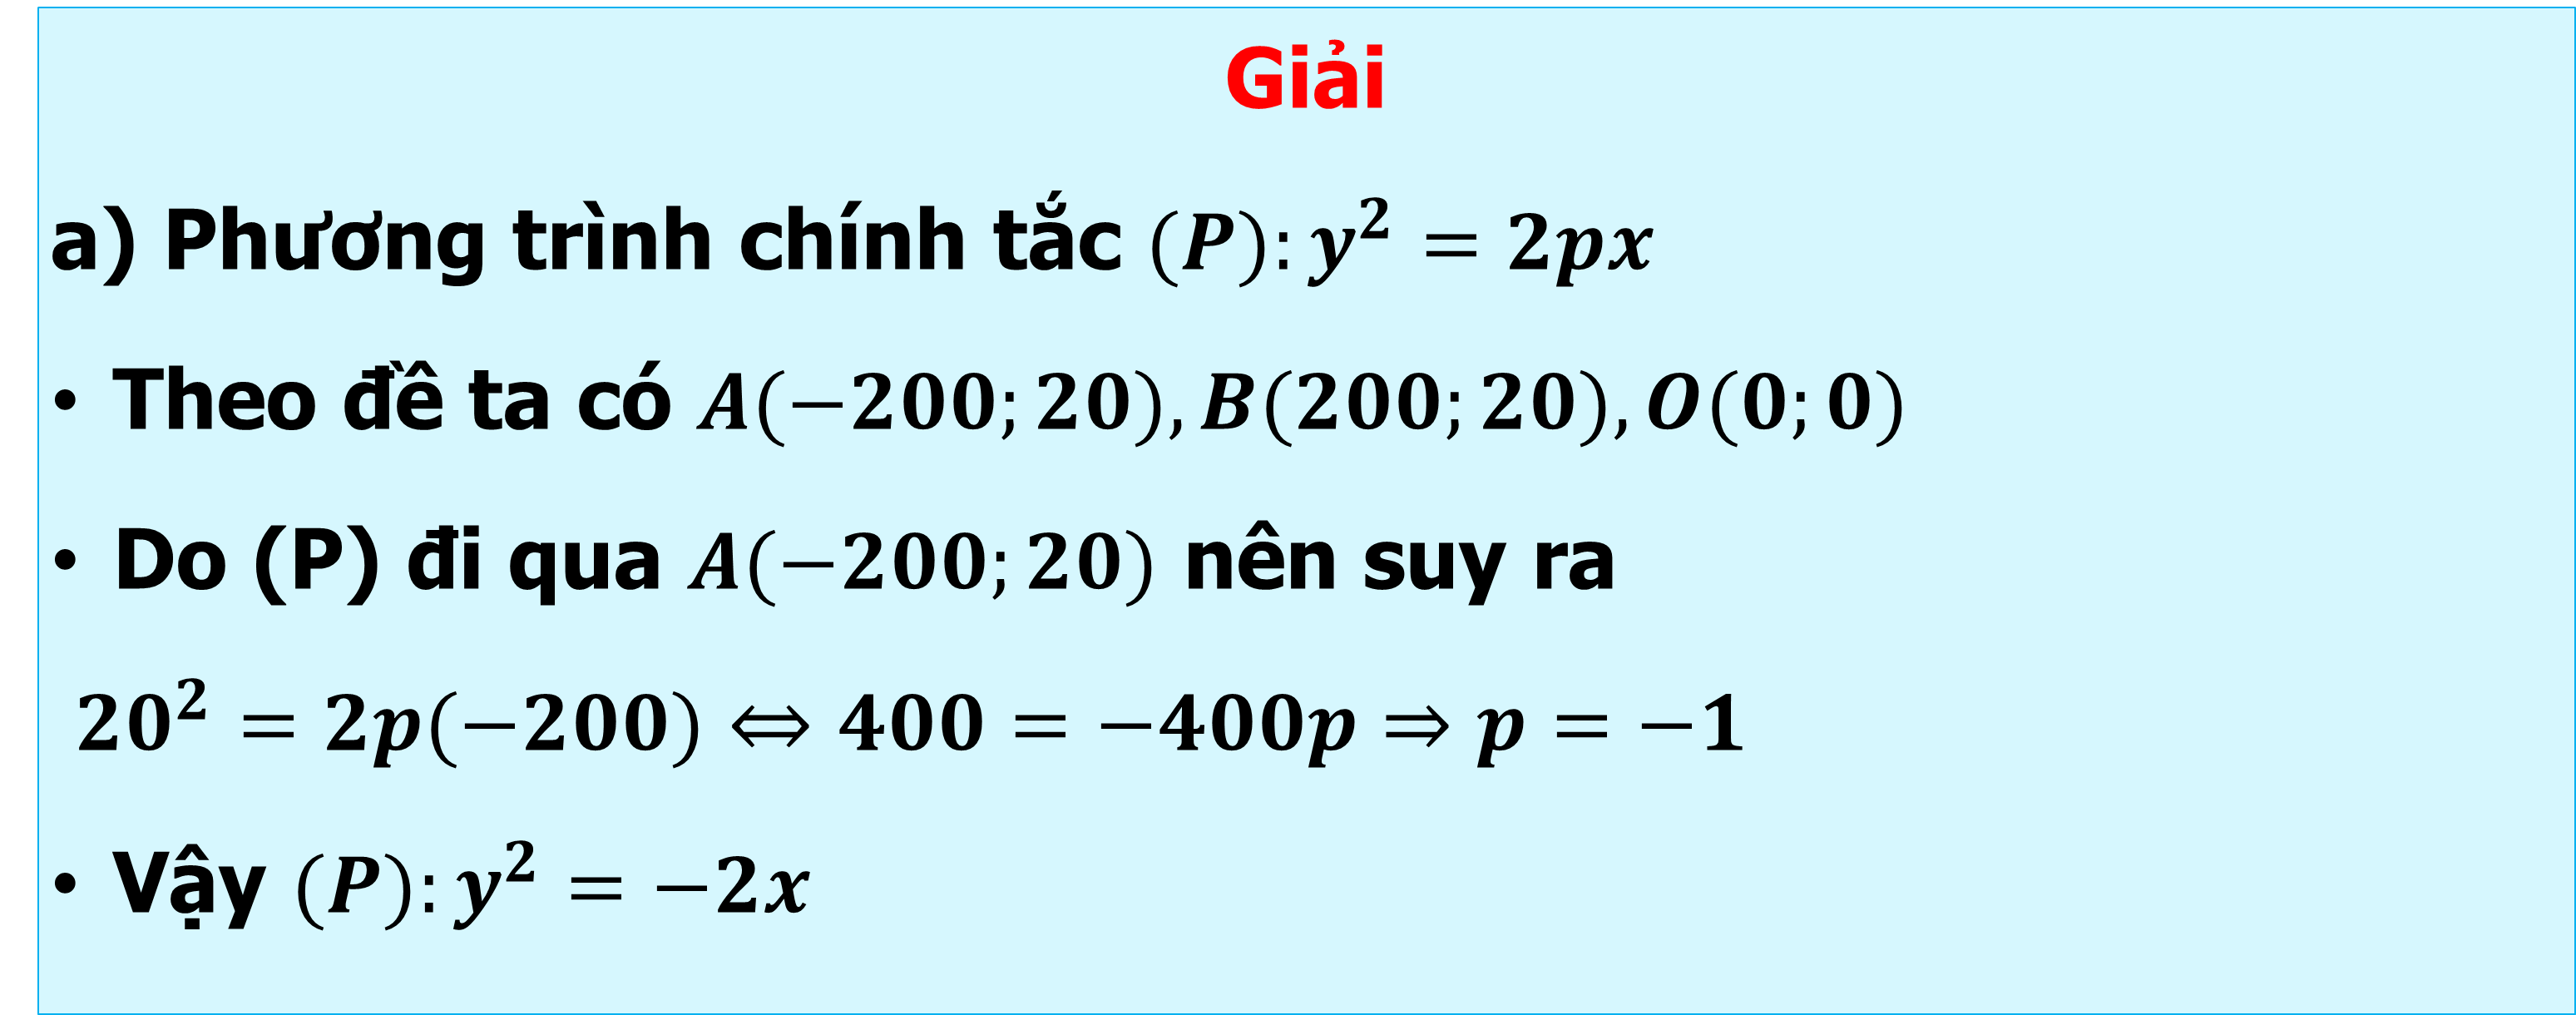 Giải
a) Phương trình chính tắc (P): y² = 2px
• Theo đề ta có A(−200; 20), B(200; 20), O(0; 0)
• Do (P) đi qua A(−200; 20) nên suy ra
20² = 2p(−200) ⇔ 400 = −400p ⇒ p = −1
• Vậy (P): y² = −2x